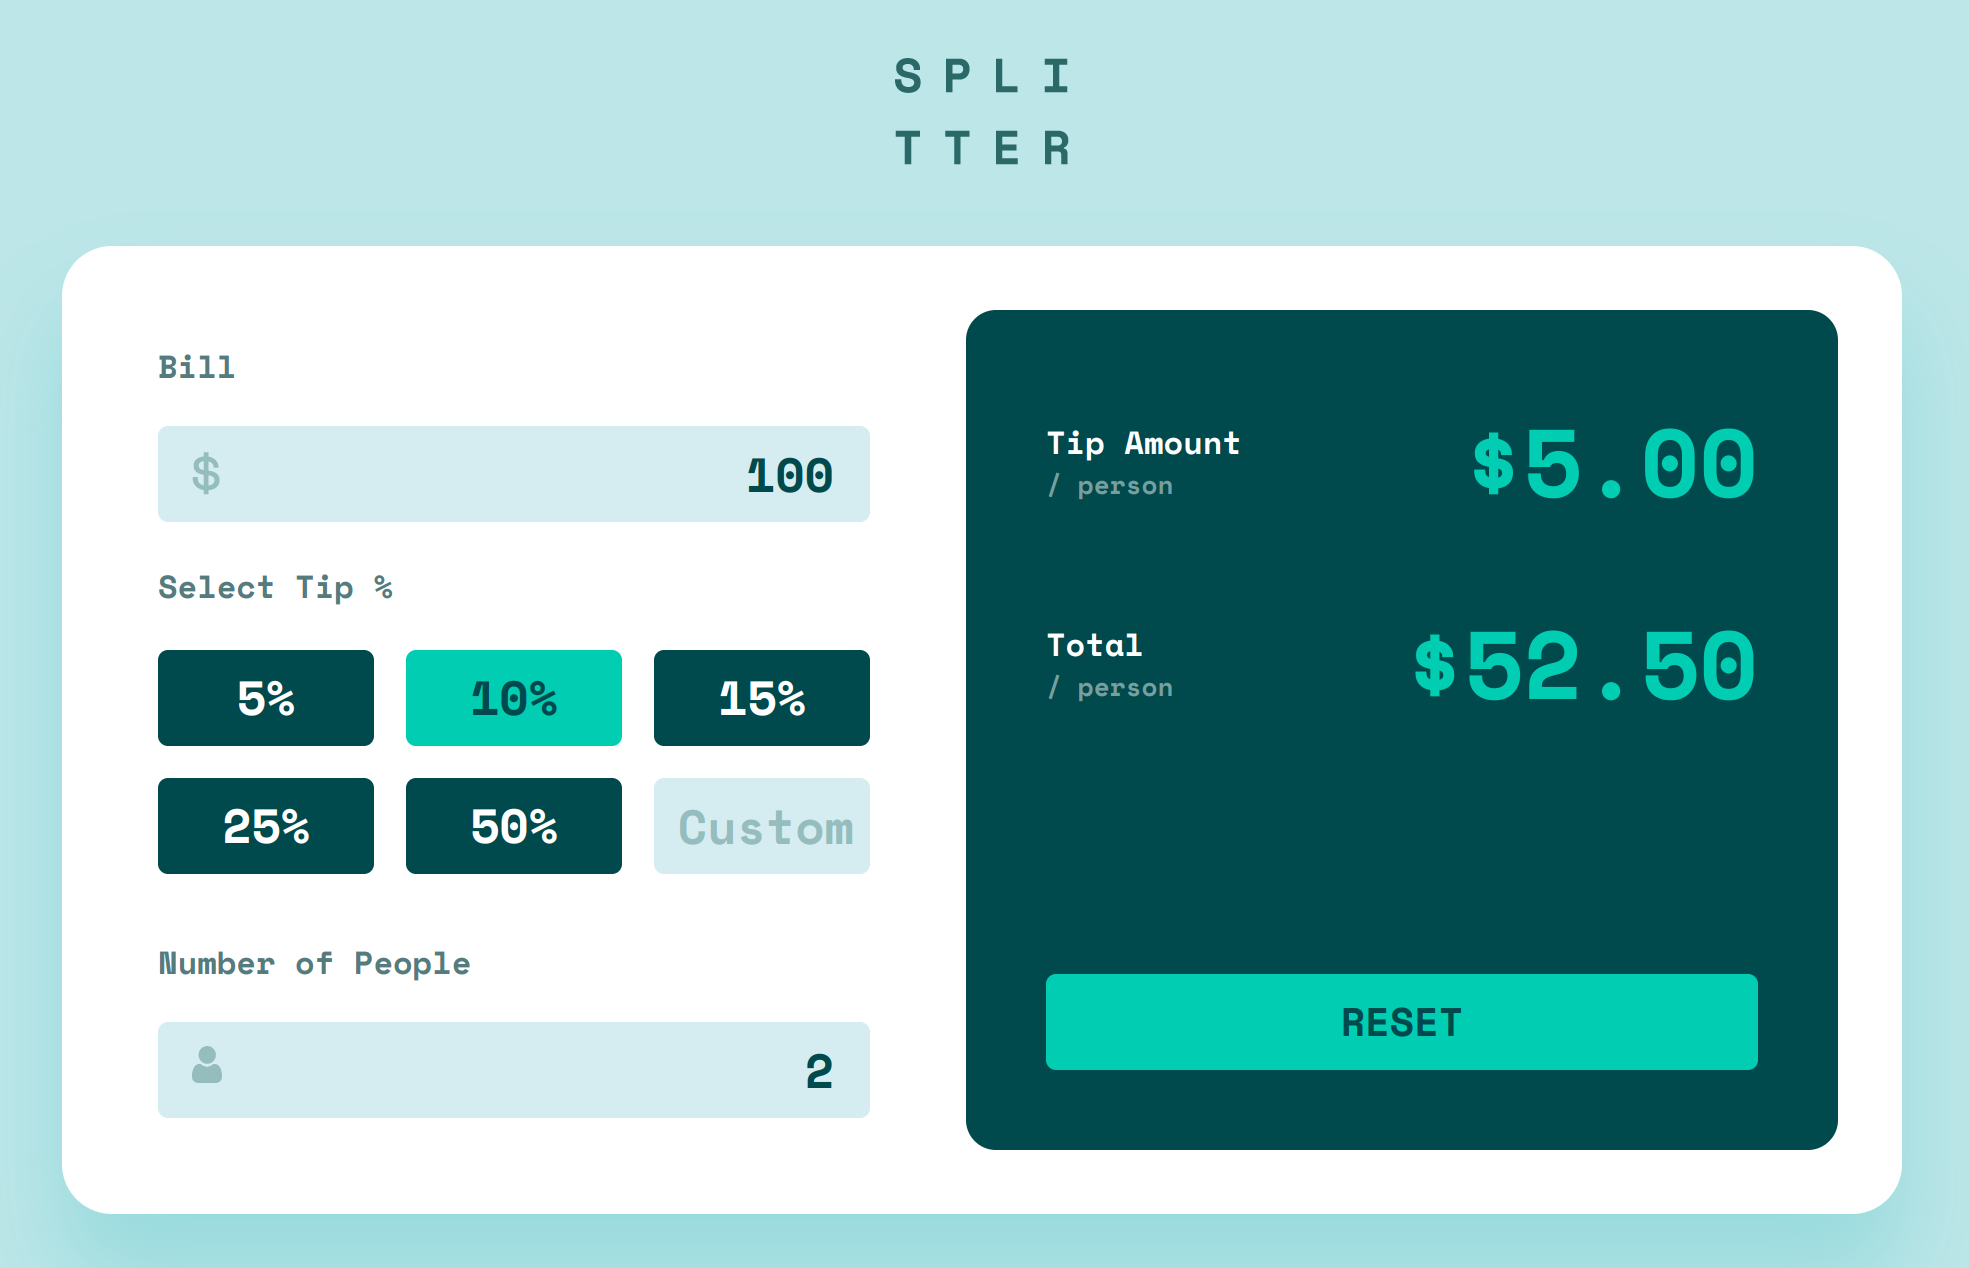 SPLI
TTER
Bill
$ 100
Select Tip %
5% 10% 15%
25% 50% Custom
Number of People
2
Tip Amount
/ person
$5.00
Total
/ person
$52.50
RESET